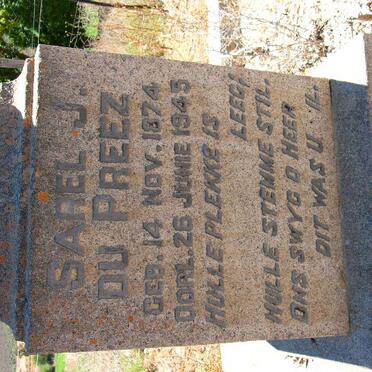 SAREL J.
DU PREEZ
GEB. 14 NOV. 1874
OORL. 26 JUNIE 1945
HULLE PLEKKE IS
LEEG,
HULLE STEMME STIL
ONS SWYG O HEER
DIT WAS U